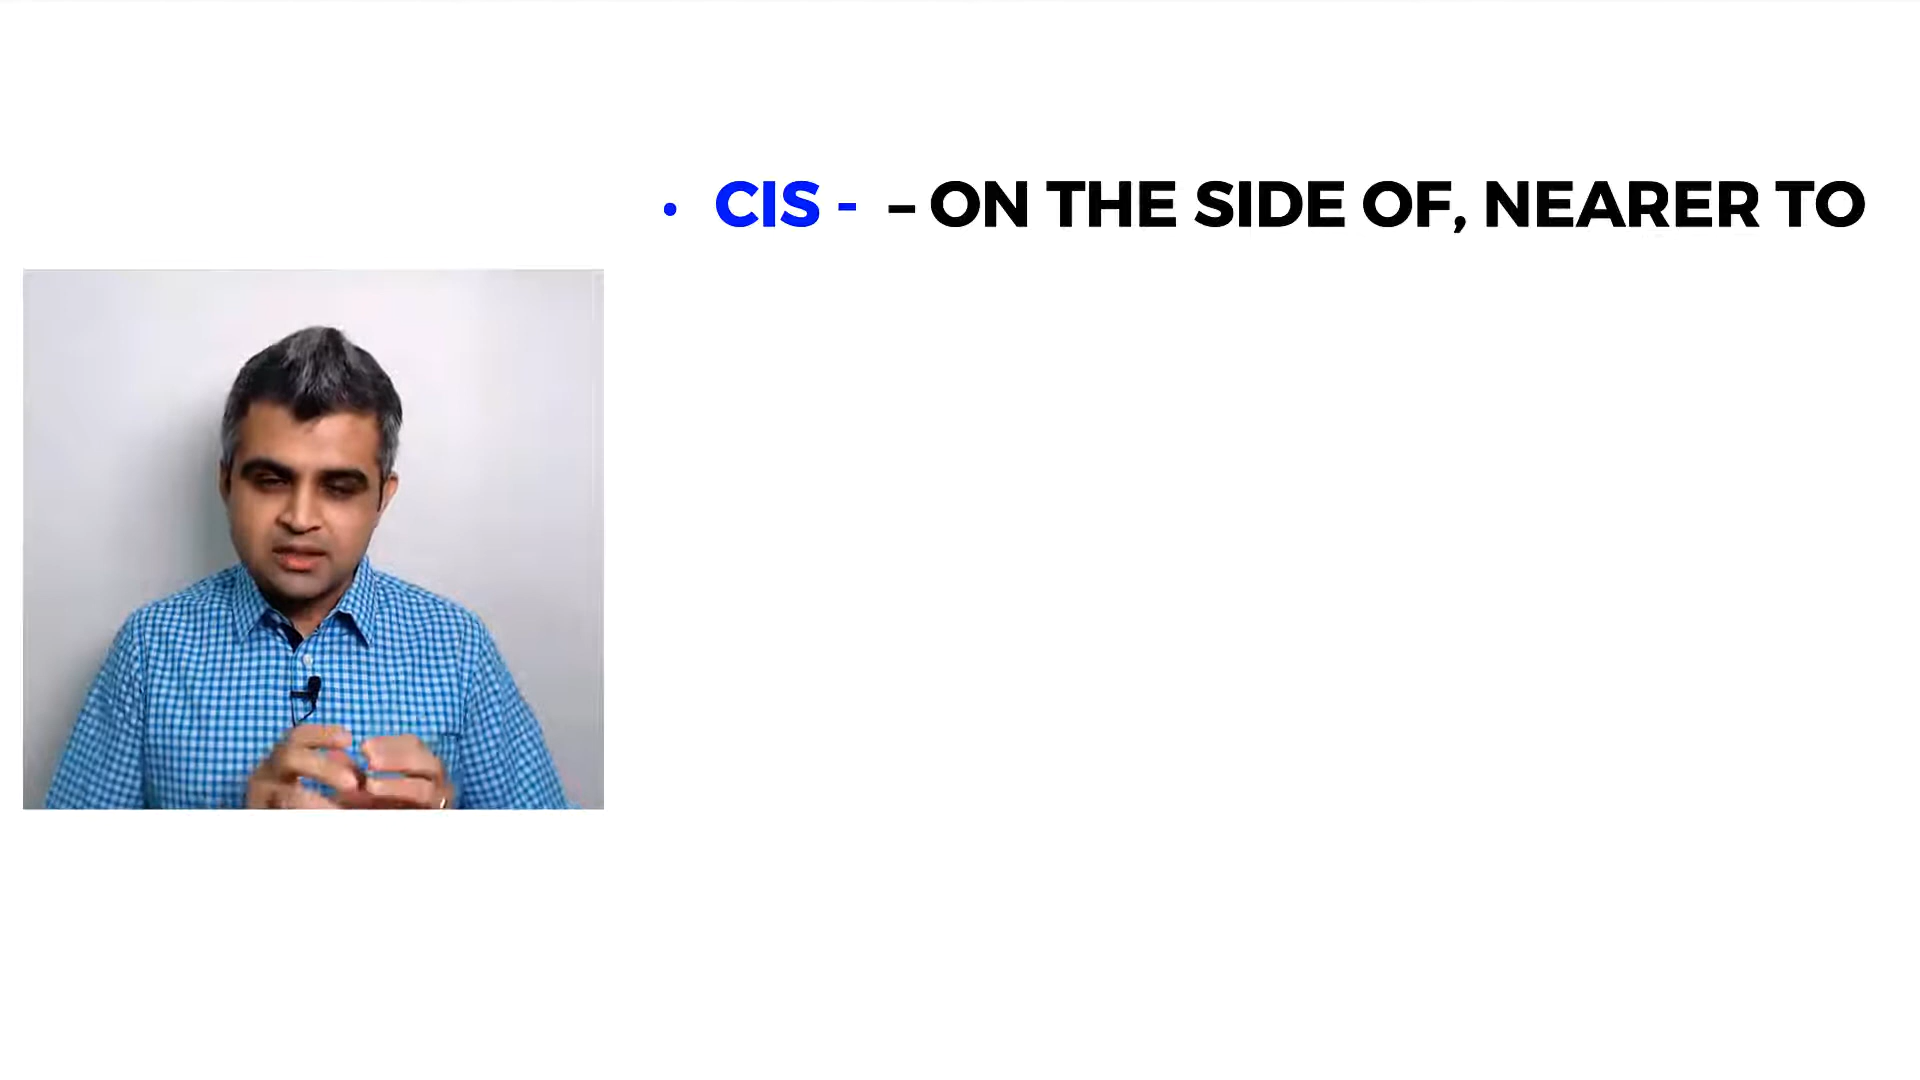 • CIS - – ON THE SIDE OF, NEARER TO